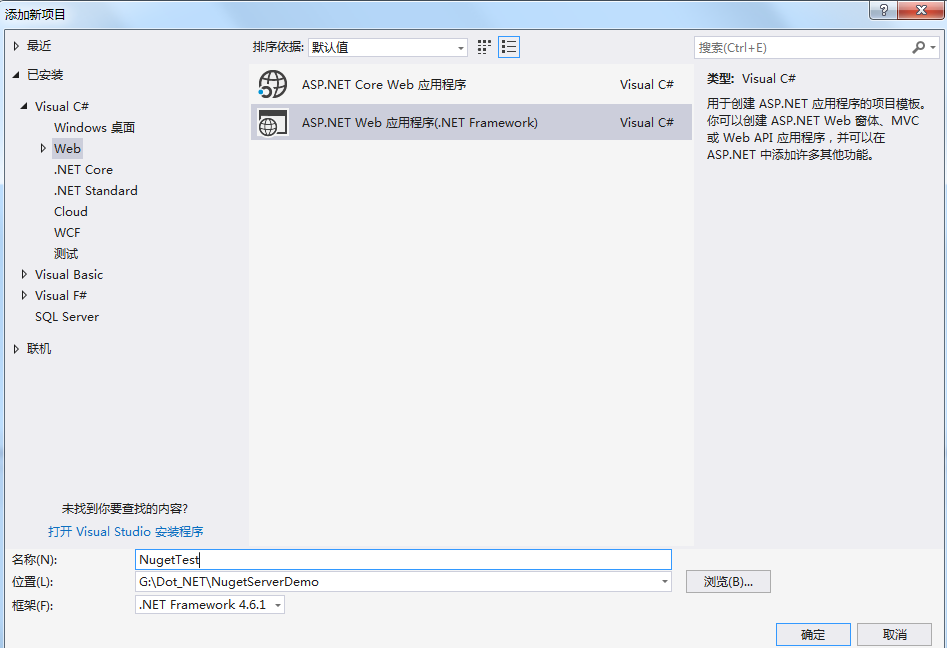 添加新项目
最近
已安装
Visual C#
Windows 桌面
Web
.NET Core
.NET Standard
Cloud
WCF
测试
Visual Basic
Visual F#
SQL Server
联机
未找到你要查找的内容?
打开 Visual Studio 安装程序
排序依据: 默认值
ASP.NET Core Web 应用程序 Visual C#
ASP.NET Web 应用程序(.NET Framework) Visual C#
搜索(Ctrl+E)
类型: Visual C#
用于创建 ASP.NET 应用程序的项目模板。
你可以创建 ASP.NET Web 窗体、MVC
或 Web API 应用程序，并可以在
ASP.NET 中添加许多其他功能。
名称(N): NugetTest
位置(L): G:\Dot_NET\NugetServerDemo 浏览(B)...
框架(F): .NET Framework 4.6.1
确定 取消